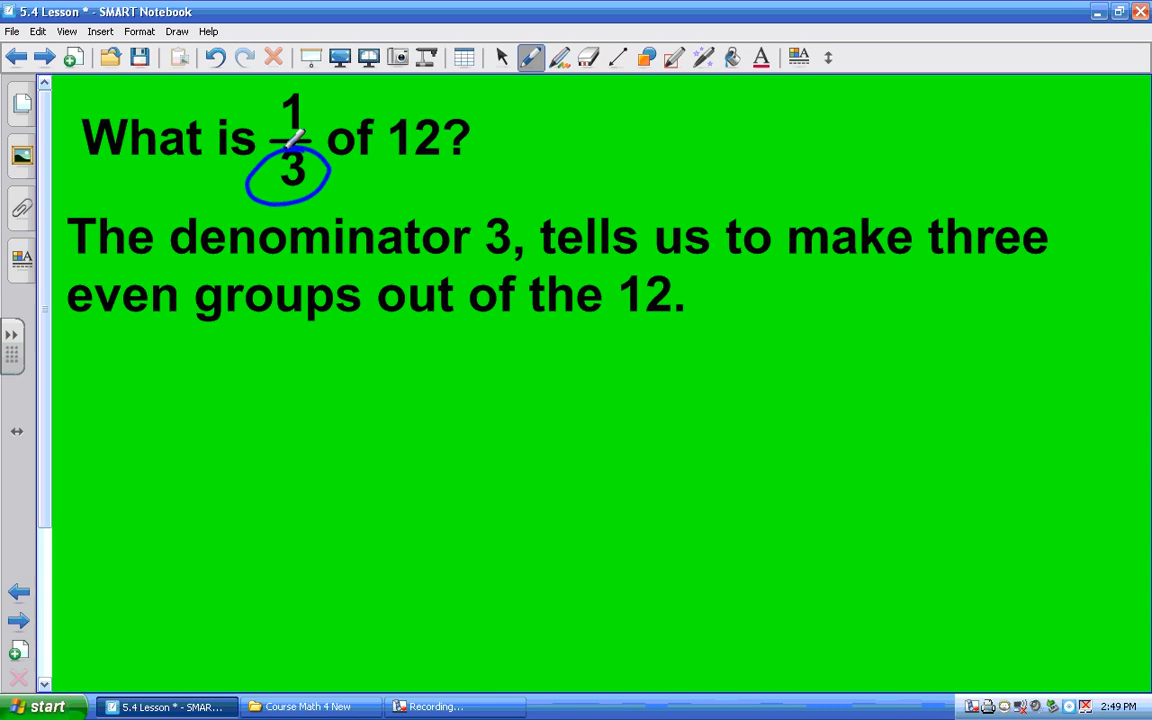 5.4 Lesson * - SMART Notebook
File Edit View Insert Format Draw Help
What is 1/3 of 12?
The denominator 3, tells us to make three
even groups out of the 12.
start 5.4 Lesson * - SMAR... Course Math 4 New Recording... 2:49 PM